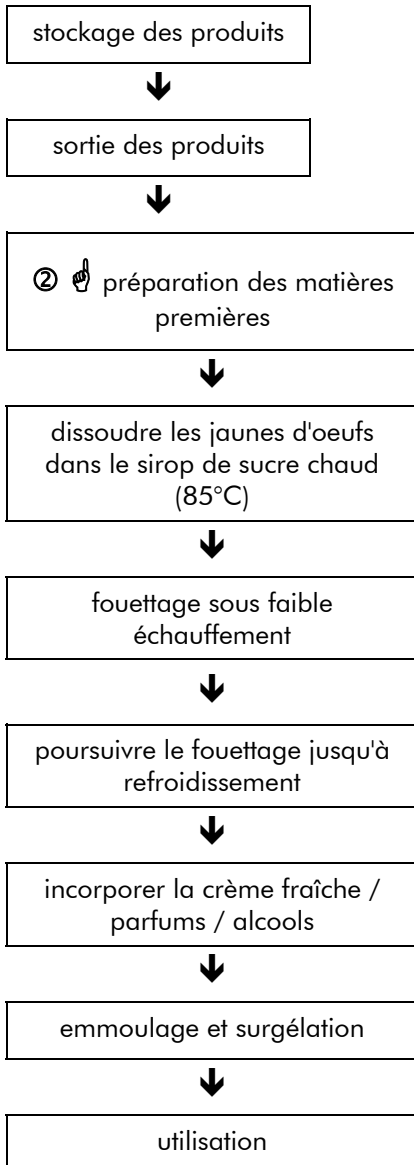 stockage des produits
sortie des produits
② ☝ préparation des matières
premières
dissoudre les jaunes d'oeufs
dans le sirop de sucre chaud
(85°C)
fouettage sous faible
échauffement
poursuivre le fouettage jusqu'à
refroidissement
incorporer la crème fraîche /
parfums / alcools
emmoulage et surgélation
utilisation